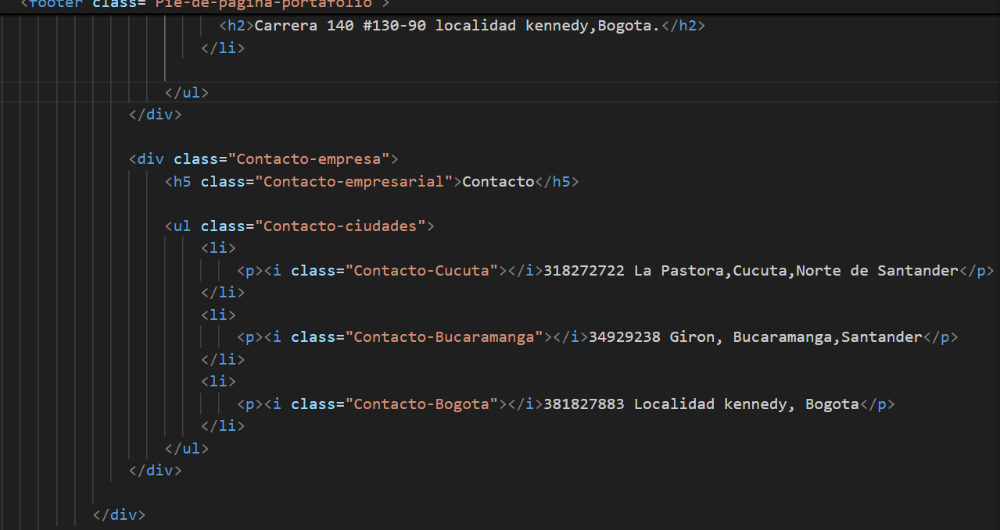 <footer class="Pie-de-pagina-portafolio">
<h2>Carrera 140 #130-90 localidad kennedy,Bogota.</h2>
</li>
</ul>
</div>
<div class="Contacto-empresa">
<h5 class="Contacto-empresarial">Contacto</h5>
<ul class="Contacto-ciudades">
<li>
<p><i class="Contacto-Cucuta"></i>318272722 La Pastora,Cucuta,Norte de Santander</p>
</li>
<li>
<p><i class="Contacto-Bucaramanga"></i>34929238 Giron, Bucaramanga,Santander</p>
</li>
<li>
<p><i class="Contacto-Bogota"></i>381827883 Localidad kennedy, Bogota</p>
</li>
</ul>
</div>
</div>